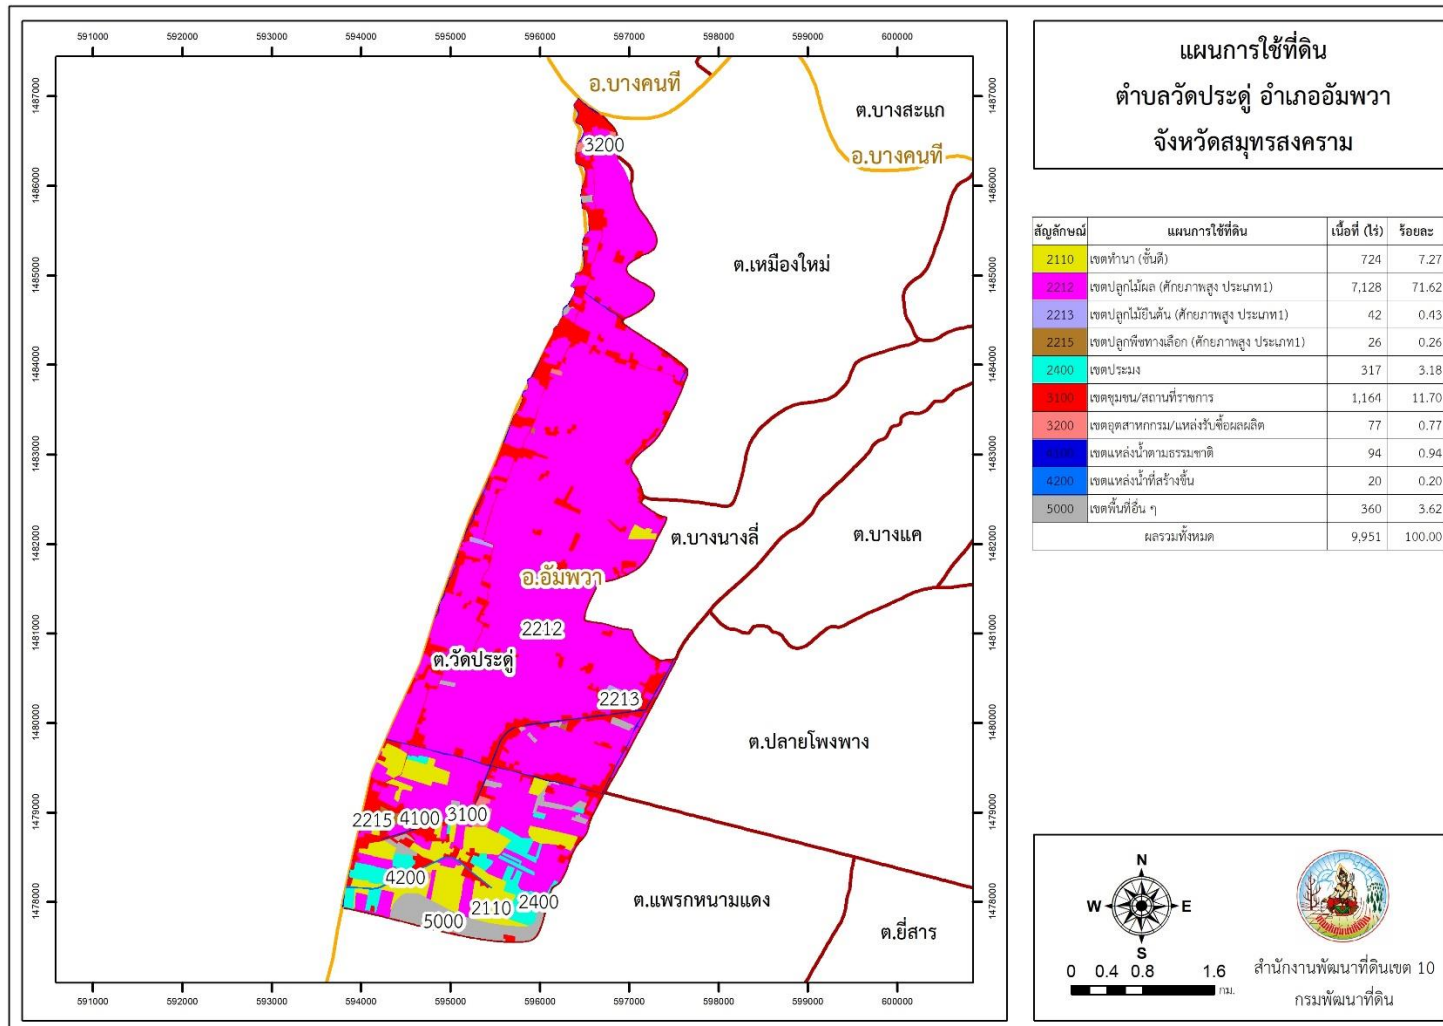 591000 592000 593000 594000 595000 596000 597000 598000 599000 600000
1487000 1487000
1486000 1486000
1485000 1485000
1484000 1484000
1483000 1483000
1482000 1482000
1481000 1481000
1480000 1480000
1479000 1479000
1478000 1478000
อ.บางคนที
ต.บางสะแก
3200
อ.บางคนที
ต.เหมืองใหม่
ต.บางนางลี่
ต.บางแค
อ.อัมพวา
2212
ต.วัดประดู่
2213
ต.ปลายโพงพาง
2215 4100 3100
4200
5000 2110 2400
ต.แพรกหนามแดง
ต.ยี่สาร
591000 592000 593000 594000 595000 596000 597000 598000 599000 600000
แผนการใช้ที่ดิน
ตำบลวัดประดู่ อำเภออัมพวา
จังหวัดสมุทรสงคราม
สัญลักษณ์ แผนการใช้ที่ดิน เนื้อที่ (ไร่) ร้อยละ
2110 เขตทำนา (ชั้นดี) 724 7.27
2212 เขตปลูกไม้ผล (ศักยภาพสูง ประเภท1) 7,128 71.62
2213 เขตปลูกไม้ยืนต้น (ศักยภาพสูง ประเภท1) 42 0.43
2215 เขตปลูกพืชทางเลือก (ศักยภาพสูง ประเภท1) 26 0.26
2400 เขตประมง 317 3.18
3100 เขตชุมชน/สถานที่ราชการ 1,164 11.70
3200 เขตอุตสาหกรรม/แหล่งรับซื้อผลผลิต 77 0.77
4100 เขตแหล่งน้ำตามธรรมชาติ 94 0.94
4200 เขตแหล่งน้ำที่สร้างขึ้น 20 0.20
5000 เขตพื้นที่อื่น ๆ 360 3.62
ผลรวมทั้งหมด 9,951 100.00
N
W E
S
0 0.4 0.8 1.6
กม.
สำนักงานพัฒนาที่ดินเขต 10
กรมพัฒนาที่ดิน